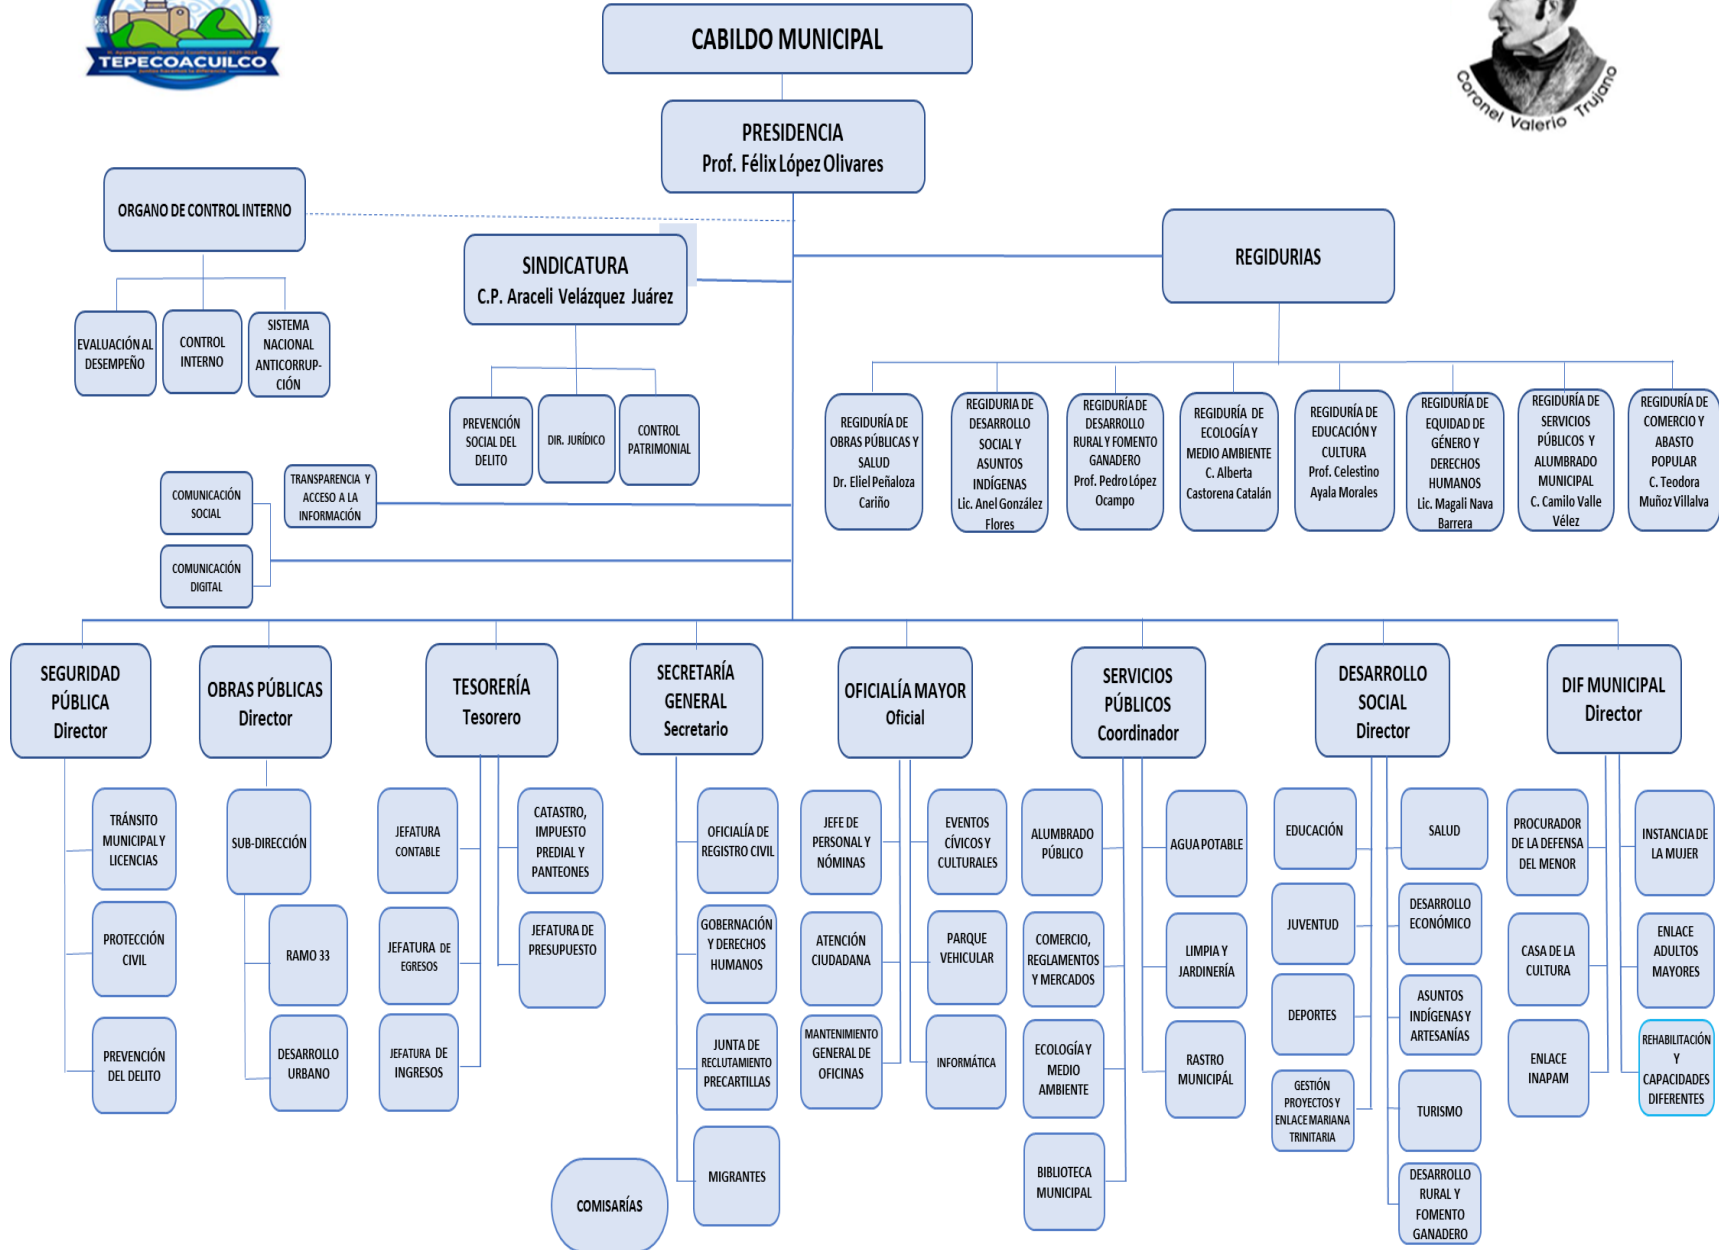 H. Ayuntamiento Municipal Constitucional 2021-2024
TEPECOACUILCO
Juntos hacemos la diferencia
CABILDO MUNICIPAL
Coronel Valerio Trujano
PRESIDENCIA
Prof. Félix López Olivares
ORGANO DE CONTROL INTERNO
EVALUACIÓN AL
DESEMPEÑO
CONTROL
INTERNO
SISTEMA
NACIONAL
ANTICORRUP-
CIÓN
SINDICATURA
C.P. Araceli Velázquez Juárez
PREVENCIÓN
SOCIAL DEL
DELITO
DIR. JURÍDICO
CONTROL
PATRIMONIAL
REGIDURIAS
REGIDURÍA DE
OBRAS PÚBLICAS Y
SALUD
Dr. Eliel Peñaloza
Cariño
REGIDURIA DE
DESARROLLO
SOCIAL Y
ASUNTOS
INDÍGENAS
Lic. Anel González
Flores
REGIDURÍA DE
DESARROLLO
RURAL Y FOMENTO
GANADERO
Prof. Pedro López
Ocampo
REGIDURÍA DE
ECOLOGÍA Y
MEDIO AMBIENTE
C. Alberta
Castorena Catalán
REGIDURÍA DE
EDUCACIÓN Y
CULTURA
Prof. Celestino
Ayala Morales
REGIDURÍA DE
EQUIDAD DE
GÉNERO Y
DERECHOS
HUMANOS
Lic. Magali Nava
Barrera
REGIDURÍA DE
SERVICIOS
PÚBLICOS Y
ALUMBRADO
MUNICIPAL
C. Camilo Valle
Vélez
REGIDURÍA DE
COMERCIO Y
ABASTO
POPULAR
C. Teodora
Muñoz Villalva
TRANSPARENCIA Y
ACCESO A LA
INFORMACIÓN
COMUNICACIÓN
SOCIAL
COMUNICACIÓN
DIGITAL
SEGURIDAD
PÚBLICA
Director
TRÁNSITO
MUNICIPAL Y
LICENCIAS
PROTECCIÓN
CIVIL
PREVENCIÓN
DEL DELITO
OBRAS PÚBLICAS
Director
SUB-DIRECCIÓN
RAMO 33
DESARROLLO
URBANO
TESORERÍA
Tesorero
JEFATURA
CONTABLE
CATASTRO,
IMPUESTO
PREDIAL Y
PANTEONES
JEFATURA DE
EGRESOS
JEFATURA DE
PRESUPUESTO
JEFATURA DE
INGRESOS
SECRETARÍA
GENERAL
Secretario
OFICIALÍA DE
REGISTRO CIVIL
GOBERNACIÓN
Y DERECHOS
HUMANOS
JUNTA DE
RECLUTAMIENTO
PRECARTILLAS
MIGRANTES
COMISARÍAS
OFICIALÍA MAYOR
Oficial
JEFE DE
PERSONAL Y
NÓMINAS
EVENTOS
CÍVICOS Y
CULTURALES
ATENCIÓN
CIUDADANA
PARQUE
VEHICULAR
MANTENIMIENTO
GENERAL DE
OFICINAS
INFORMÁTICA
SERVICIOS
PÚBLICOS
Coordinador
ALUMBRADO
PÚBLICO
AGUA POTABLE
COMERCIO,
REGLAMENTOS
Y MERCADOS
LIMPIA Y
JARDINERÍA
ECOLOGÍA Y
MEDIO
AMBIENTE
RASTRO
MUNICIPÁL
BIBLIOTECA
MUNICIPAL
DESARROLLO
SOCIAL
Director
EDUCACIÓN
SALUD
JUVENTUD
DESARROLLO
ECONÓMICO
DEPORTES
ASUNTOS
INDÍGENAS Y
ARTESANÍAS
GESTIÓN
PROYECTOS Y
ENLACE MARIANA
TRINITARIA
TURISMO
DESARROLLO
RURAL Y
FOMENTO
GANADERO
DIF MUNICIPAL
Director
PROCURADOR
DE LA DEFENSA
DEL MENOR
INSTANCIA DE
LA MUJER
CASA DE LA
CULTURA
ENLACE
ADULTOS
MAYORES
ENLACE
INAPAM
REHABILITACIÓN
Y
CAPACIDADES
DIFERENTES